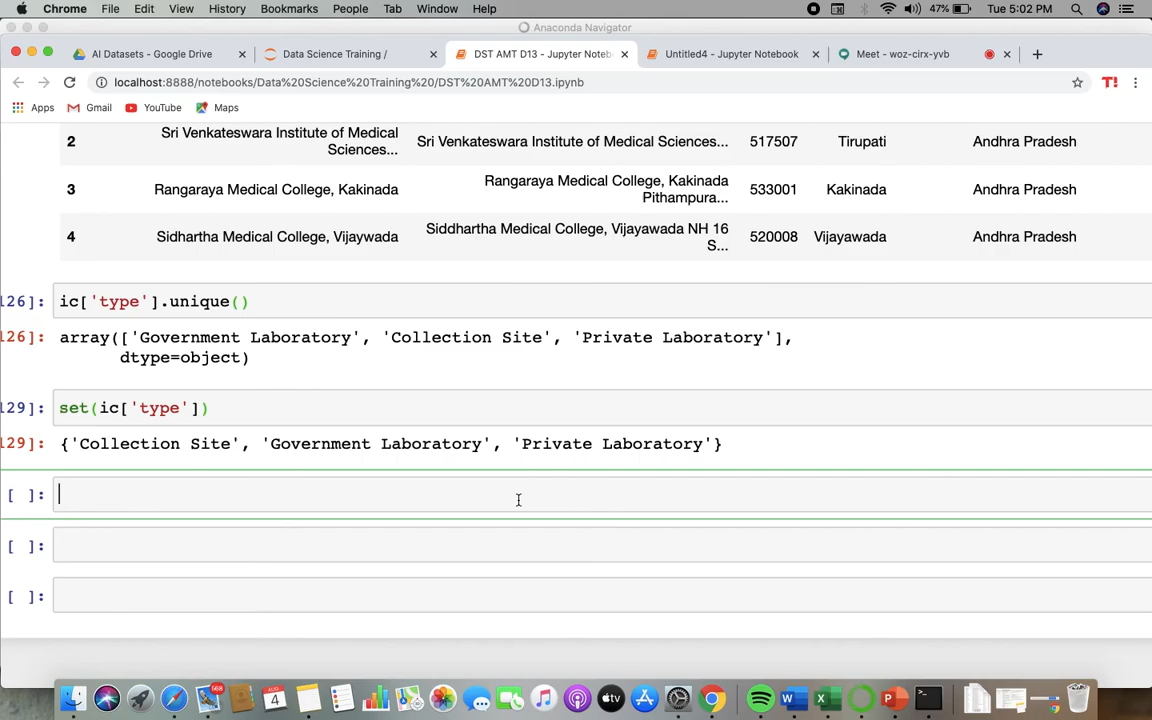 Chrome File Edit View History Bookmarks People Tab Window Help 47% Tue 5:02 PM
Anaconda Navigator
AI Datasets - Google Drive Data Science Training / DST AMT D13 - Jupyter Noteb Untitled4 - Jupyter Notebook Meet - woz-cirx-yvb
localhost:8888/notebooks/Data%20Science%20Training%20/DST%20AMT%20D13.ipynb
Apps Gmail YouTube Maps
2 Sri Venkateswara Institute of Medical Sciences... Sri Venkateswara Institute of Medical Sciences... 517507 Tirupati Andhra Pradesh
3 Rangaraya Medical College, Kakinada Rangaraya Medical College, Kakinada Pithampura... 533001 Kakinada Andhra Pradesh
4 Sidhartha Medical College, Vijaywada Siddhartha Medical College, Vijayawada NH 16 S... 520008 Vijayawada Andhra Pradesh
126]: ic['type'].unique()
126]: array(['Government Laboratory', 'Collection Site', 'Private Laboratory'],
dtype=object)
129]: set(ic['type'])
129]: {'Collection Site', 'Government Laboratory', 'Private Laboratory'}
[ ]:
[ ]:
[ ]:
568
AUG
4
tv